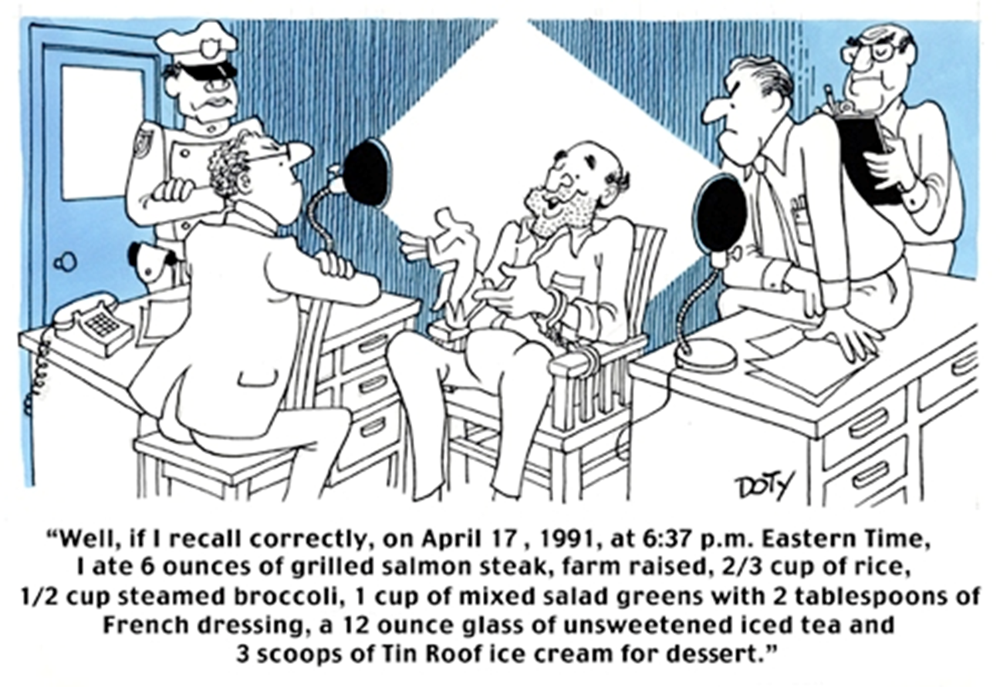 DOTY
“Well, if I recall correctly, on April 17 , 1991, at 6:37 p.m. Eastern Time,
I ate 6 ounces of grilled salmon steak, farm raised, 2/3 cup of rice,
1/2 cup steamed broccoli, 1 cup of mixed salad greens with 2 tablespoons of
French dressing, a 12 ounce glass of unsweetened iced tea and
3 scoops of Tin Roof ice cream for dessert.”